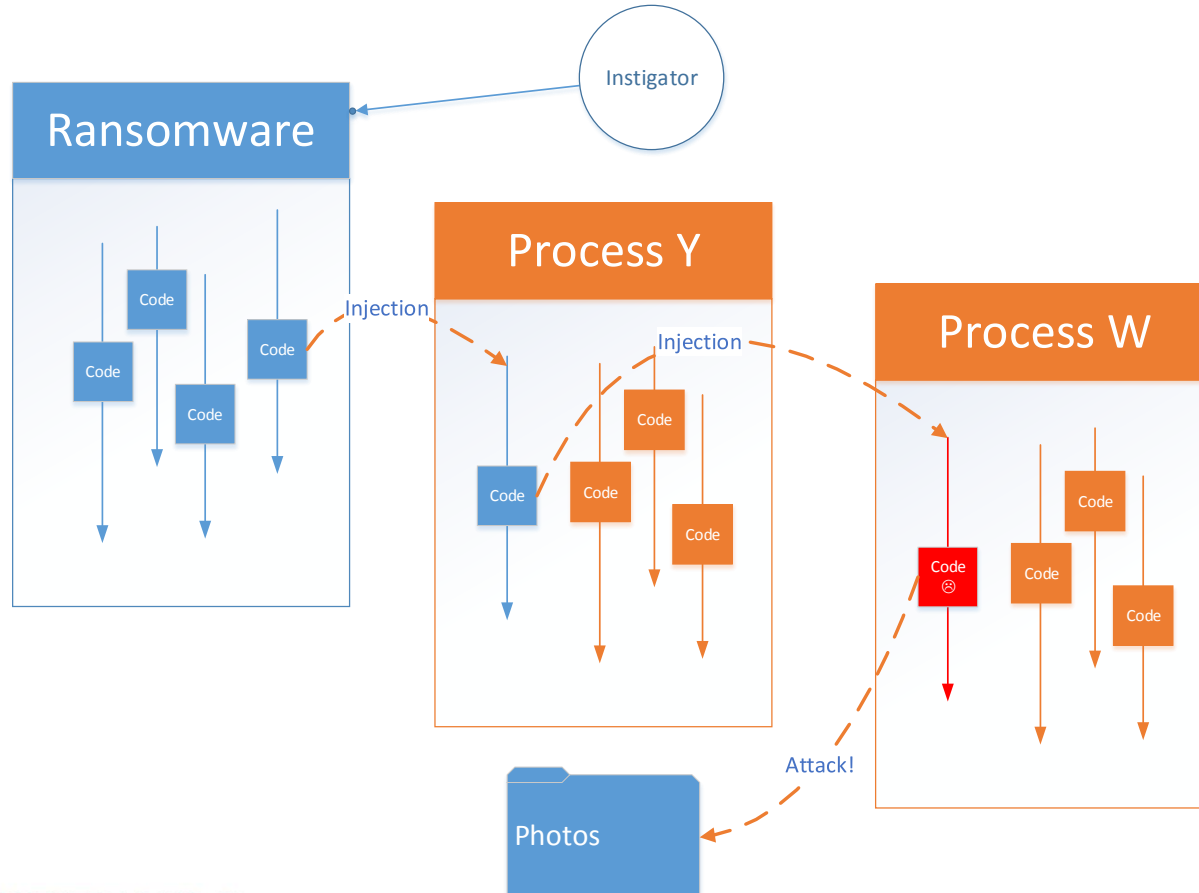 Instigator
Ransomware
Code
Code
Code
Code
Injection
Process Y
Injection
Code
Code
Code
Code
Process W
Code
☹
Code
Code
Code
Attack!
Photos